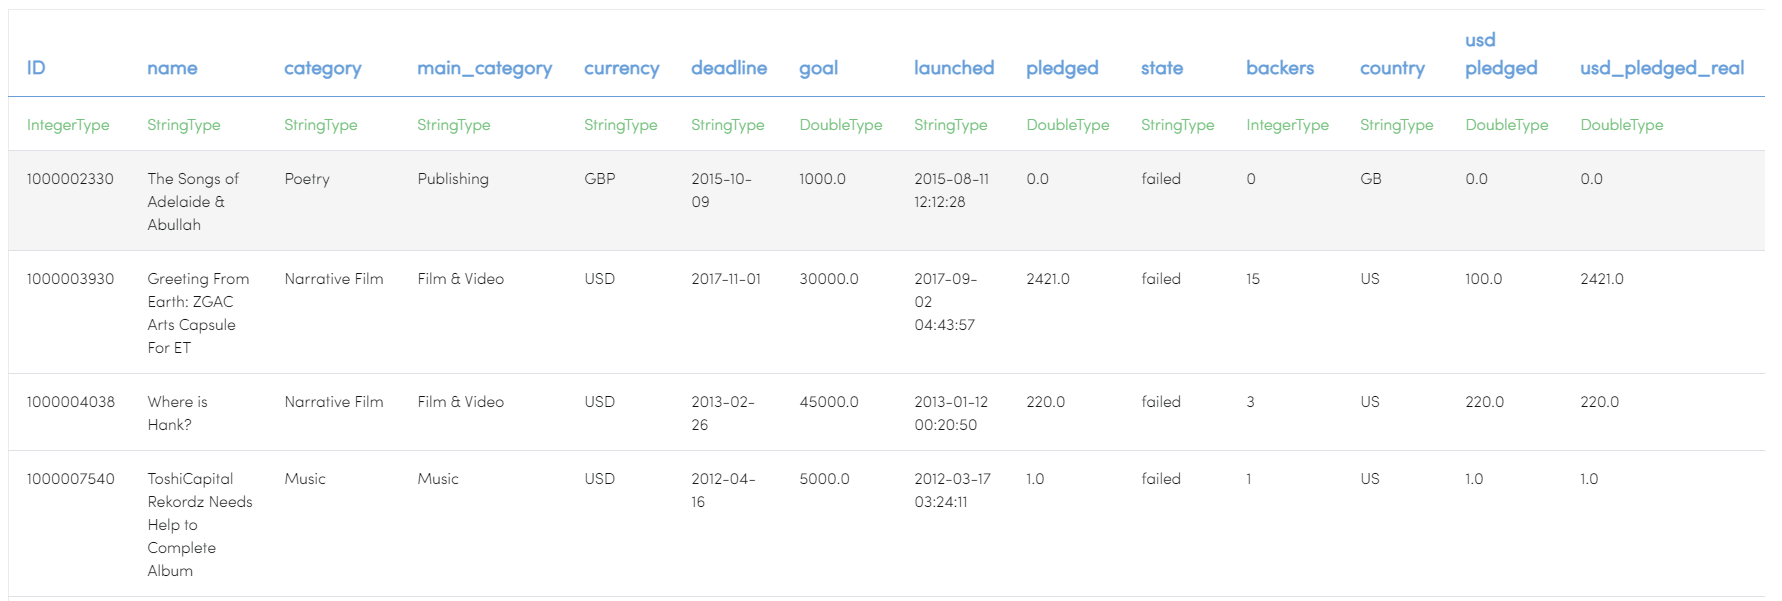 ID name category main_category currency deadline goal launched pledged state backers country usd pledged usd_pledged_real
IntegerType StringType StringType StringType StringType StringType DoubleType StringType DoubleType StringType IntegerType StringType DoubleType DoubleType
1000002330 The Songs of Poetry Publishing GBP 2015-10- 1000.0 2015-08-11 0.0 failed 0 GB 0.0 0.0
Adelaide & 09 12:12:28
Abullah
1000003930 Greeting From Narrative Film Film & Video USD 2017-11-01 30000.0 2017-09- 2421.0 failed 15 US 100.0 2421.0
Earth: ZGAC 02
Arts Capsule 04:43:57
For ET
1000004038 Where is Narrative Film Film & Video USD 2013-02- 45000.0 2013-01-12 220.0 failed 3 US 220.0 220.0
Hank? 26 00:20:50
1000007540 ToshiCapital Music Music USD 2012-04- 5000.0 2012-03-17 1.0 failed 1 US 1.0 1.0
Rekordz Needs 16 03:24:11
Help to
Complete
Album